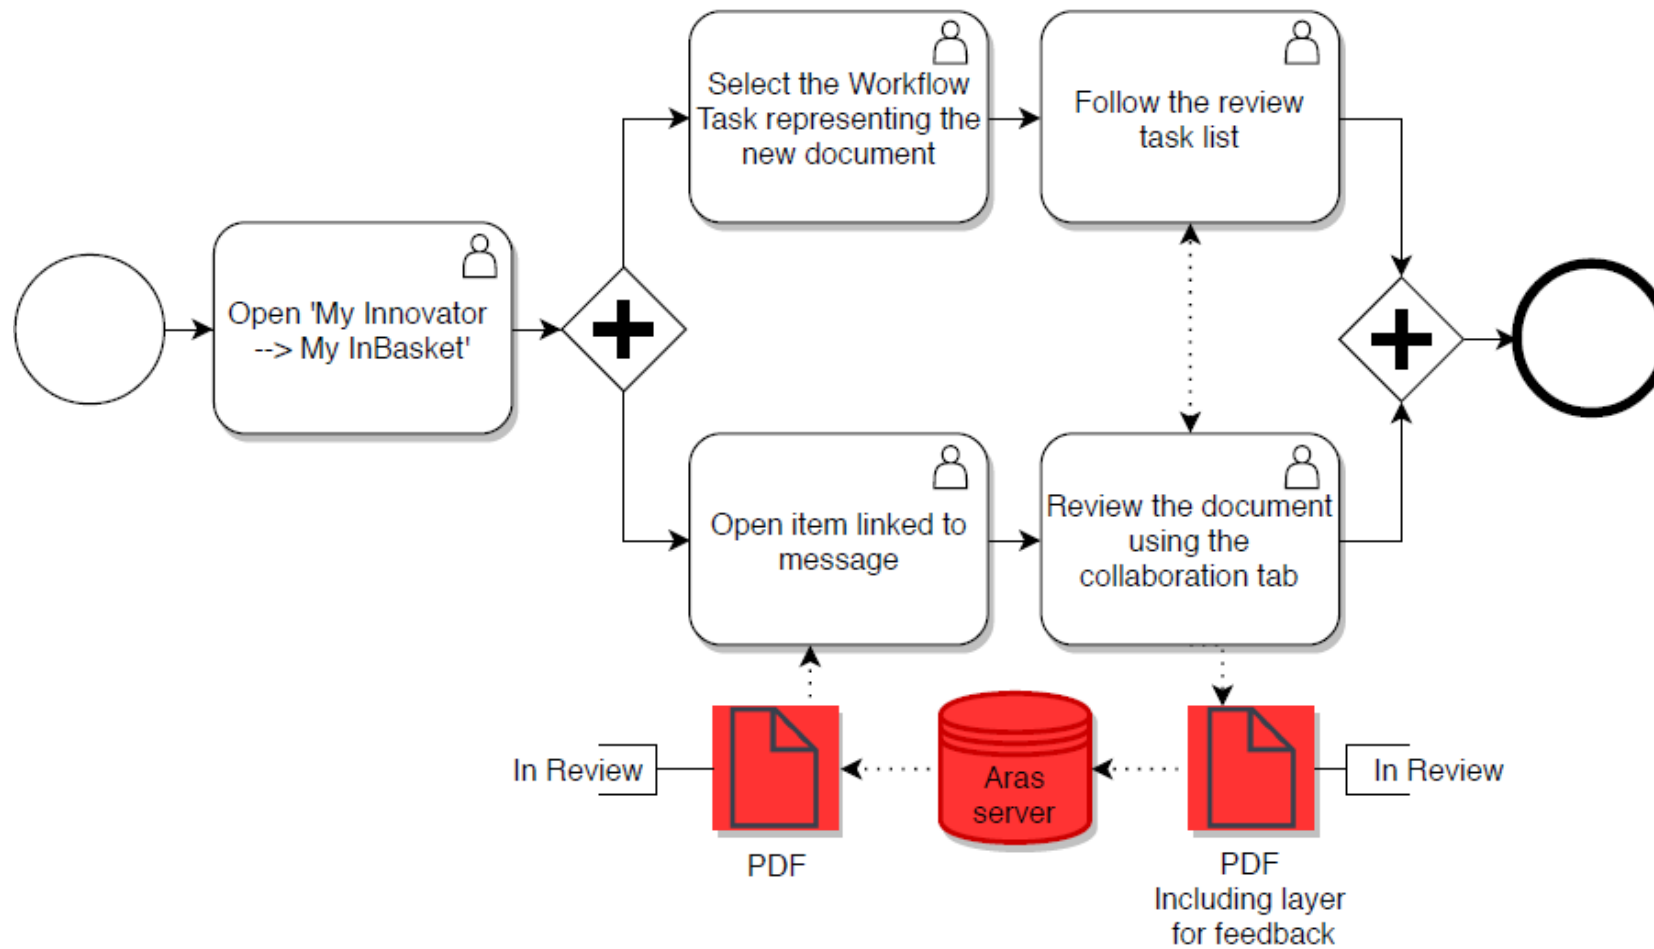 Select the Workflow
Task representing the
new document
Follow the review
task list
Open 'My Innovator
--> My InBasket'
Open item linked to
message
Review the document
using the
collaboration tab
In Review
Aras
server
In Review
PDF
PDF
Including layer
for feedback